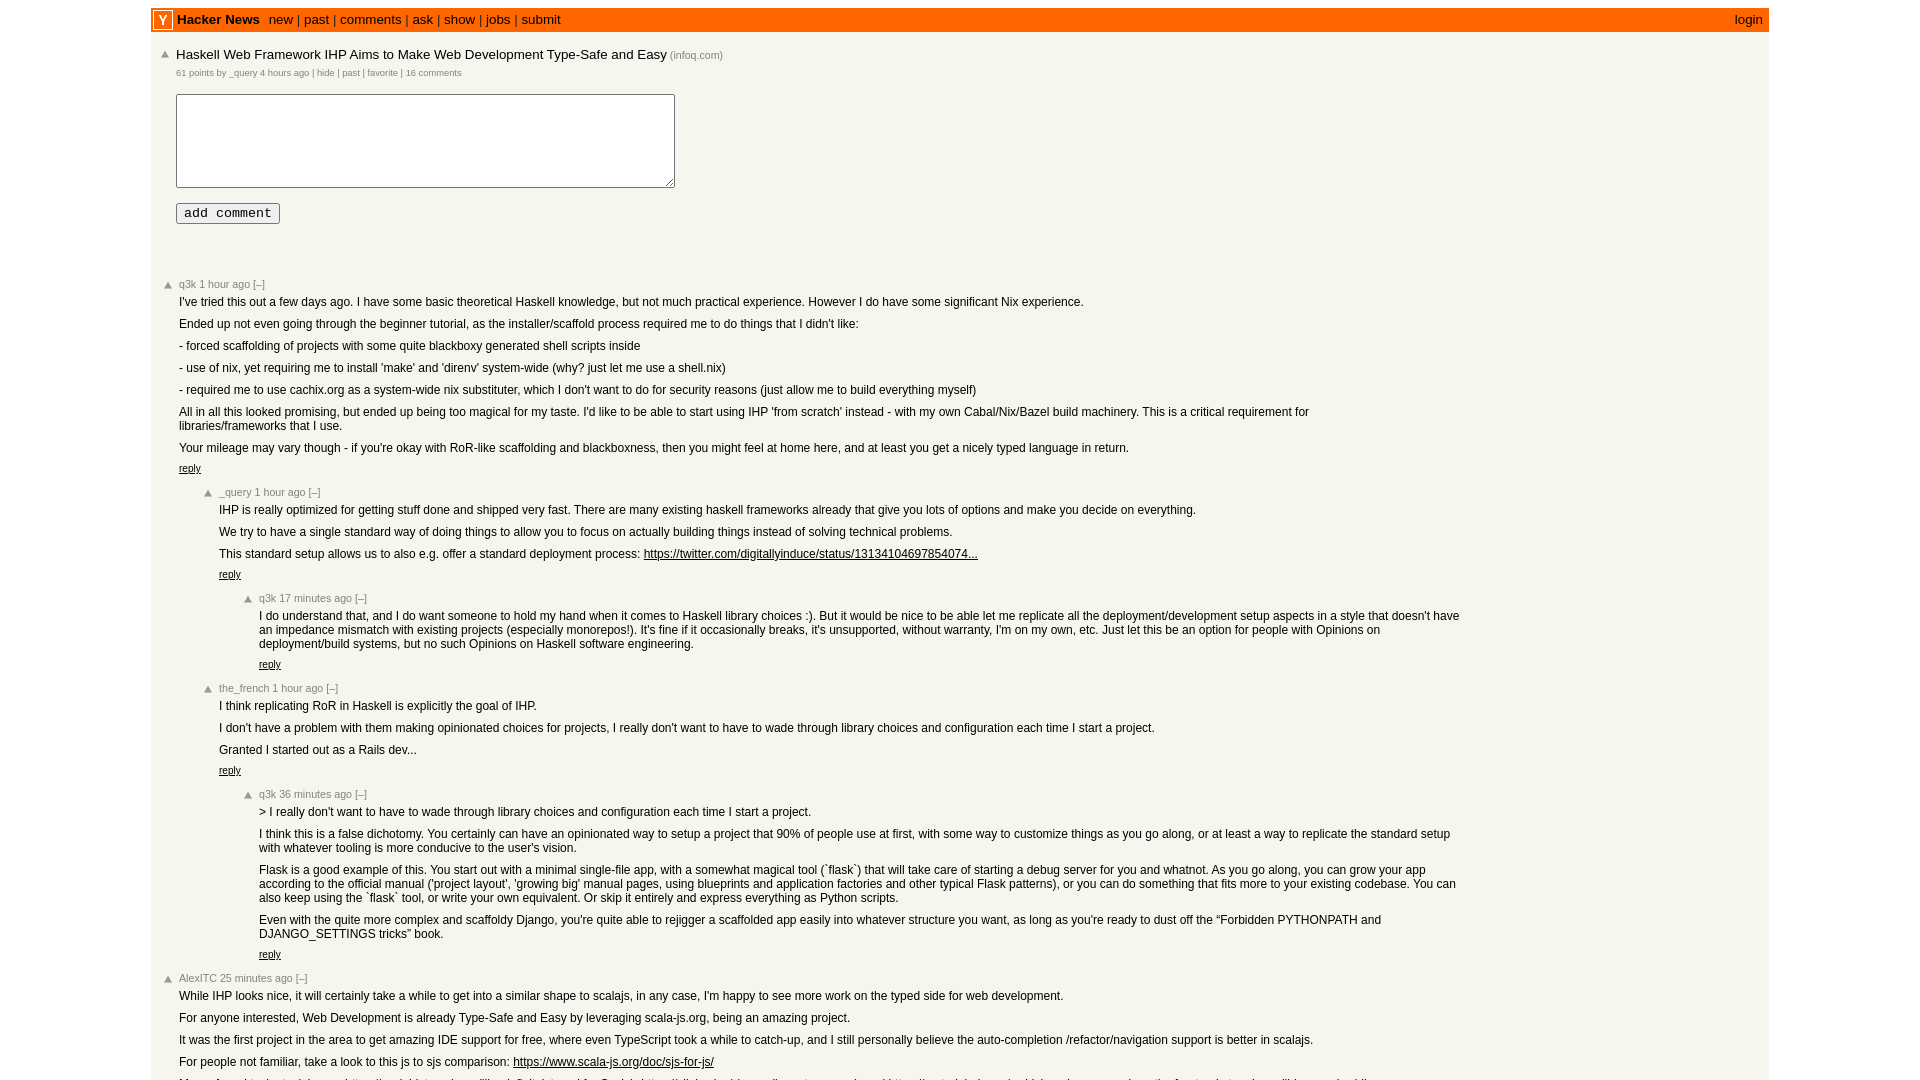 Y Hacker News new | past | comments | ask | show | jobs | submit login
Haskell Web Framework IHP Aims to Make Web Development Type-Safe and Easy (infoq.com)
61 points by _query 4 hours ago | hide | past | favorite | 16 comments
add comment
q3k 1 hour ago [–]
I've tried this out a few days ago. I have some basic theoretical Haskell knowledge, but not much practical experience. However I do have some significant Nix experience.
Ended up not even going through the beginner tutorial, as the installer/scaffold process required me to do things that I didn't like:
- forced scaffolding of projects with some quite blackboxy generated shell scripts inside
- use of nix, yet requiring me to install 'make' and 'direnv' system-wide (why? just let me use a shell.nix)
- required me to use cachix.org as a system-wide nix substituter, which I don't want to do for security reasons (just allow me to build everything myself)
All in all this looked promising, but ended up being too magical for my taste. I'd like to be able to start using IHP 'from scratch' instead - with my own Cabal/Nix/Bazel build machinery. This is a critical requirement for
libraries/frameworks that I use.
Your mileage may vary though - if you're okay with RoR-like scaffolding and blackboxness, then you might feel at home here, and at least you get a nicely typed language in return.
reply
_query 1 hour ago [–]
IHP is really optimized for getting stuff done and shipped very fast. There are many existing haskell frameworks already that give you lots of options and make you decide on everything.
We try to have a single standard way of doing things to allow you to focus on actually building things instead of solving technical problems.
This standard setup allows us to also e.g. offer a standard deployment process: https://twitter.com/digitallyinduce/status/13134104697854074...
reply
q3k 17 minutes ago [–]
I do understand that, and I do want someone to hold my hand when it comes to Haskell library choices :). But it would be nice to be able let me replicate all the deployment/development setup aspects in a style that doesn't have
an impedance mismatch with existing projects (especially monorepos!). It's fine if it occasionally breaks, it's unsupported, without warranty, I'm on my own, etc. Just let this be an option for people with Opinions on
deployment/build systems, but no such Opinions on Haskell software engineering.
reply
the_french 1 hour ago [–]
I think replicating RoR in Haskell is explicitly the goal of IHP.
I don't have a problem with them making opinionated choices for projects, I really don't want to have to wade through library choices and configuration each time I start a project.
Granted I started out as a Rails dev...
reply
q3k 36 minutes ago [–]
> I really don't want to have to wade through library choices and configuration each time I start a project.
I think this is a false dichotomy. You certainly can have an opinionated way to setup a project that 90% of people use at first, with some way to customize things as you go along, or at least a way to replicate the standard setup
with whatever tooling is more conducive to the user's vision.
Flask is a good example of this. You start out with a minimal single-file app, with a somewhat magical tool (`flask`) that will take care of starting a debug server for you and whatnot. As you go along, you can grow your app
according to the official manual ('project layout', 'growing big' manual pages, using blueprints and application factories and other typical Flask patterns), or you can do something that fits more to your existing codebase. You can
also keep using the `flask` tool, or write your own equivalent. Or skip it entirely and express everything as Python scripts.
Even with the quite more complex and scaffoldy Django, you're quite able to rejigger a scaffolded app easily into whatever structure you want, as long as you're ready to dust off the “Forbidden PYTHONPATH and
DJANGO_SETTINGS tricks” book.
reply
AlexITC 25 minutes ago [–]
While IHP looks nice, it will certainly take a while to get into a similar shape to scalajs, in any case, I'm happy to see more work on the typed side for web development.
For anyone interested, Web Development is already Type-Safe and Easy by leveraging scala-js.org, being an amazing project.
It was the first project in the area to get amazing IDE support for free, where even TypeScript took a while to catch-up, and I still personally believe the auto-completion /refactor/navigation support is better in scalajs.
For people not familiar, take a look to this js to sjs comparison: https://www.scala-js.org/doc/sjs-for-js/